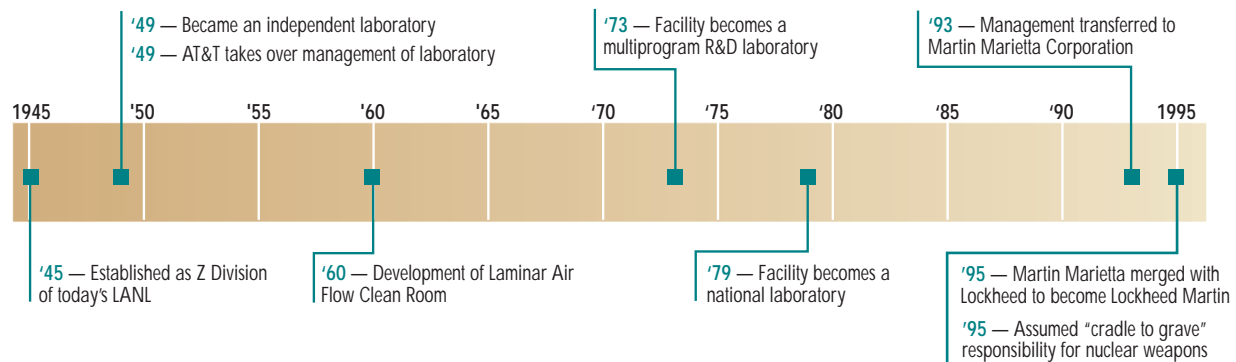 ‘49 — Became an independent laboratory
‘49 — AT&T takes over management of laboratory
‘73 — Facility becomes a
multiprogram R&D laboratory
‘93 — Management transferred to
Martin Marietta Corporation
1945 '50 '55 '60 '65 ‘70 ‘75 ‘80 ‘85 ‘90 1995
‘45 — Established as Z Division
of today's LANL
‘60 — Development of Laminar Air
Flow Clean Room
‘79 — Facility becomes a
national laboratory
‘95 — Martin Marietta merged with
Lockheed to become Lockheed Martin
‘95 — Assumed “cradle to grave”
responsibility for nuclear weapons